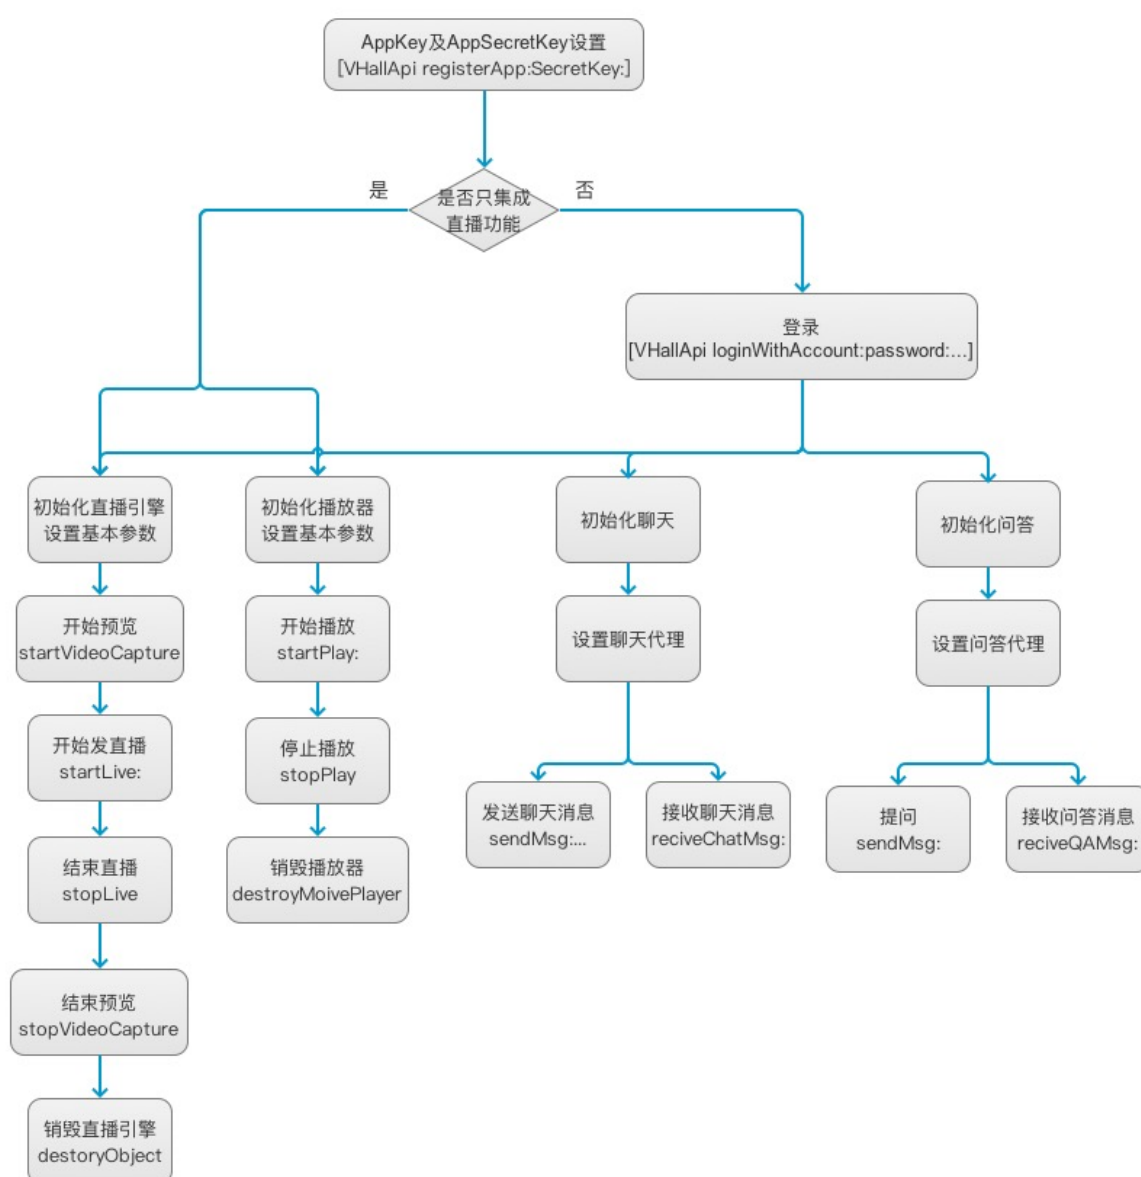 AppKey及AppSecretKey设置
[VHallApi registerApp:SecretKey:]
是
是否只集成
直播功能
否
登录
[VHallApi loginWithAccount:password:...]
初始化直播引擎
设置基本参数
开始预览
startVideoCapture
开始发直播
startLive:
结束直播
stopLive
结束预览
stopVideoCapture
销毁直播引擎
destoryObject
初始化播放器
设置基本参数
开始播放
startPlay:
停止播放
stopPlay
销毁播放器
destroyMoivePlayer
初始化聊天
设置聊天代理
发送聊天消息
sendMsg:...
接收聊天消息
reciveChatMsg:
初始化问答
设置问答代理
提问
sendMsg:
接收问答消息
reciveQAMsg: